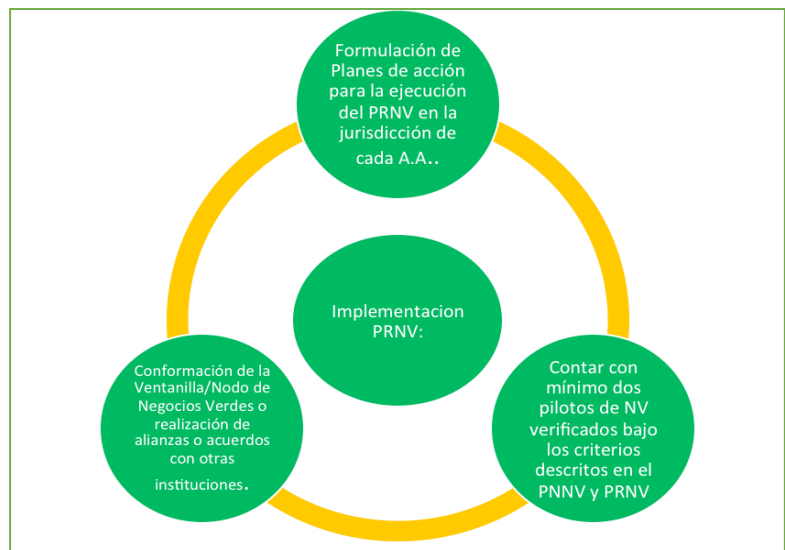 Formulación de
Planes de acción
para la ejecución
del PRNV en la
jurisdicción de
cada A.A..
Implementacion
PRNV:
Conformación de la
Ventanilla/Nodo de
Negocios Verdes o
realización de
alianzas o acuerdos
con otras
instituciones.
Contar con
mínimo dos
pilotos de NV
verificados bajo
los criterios
descritos en el
PNNV y PRNV